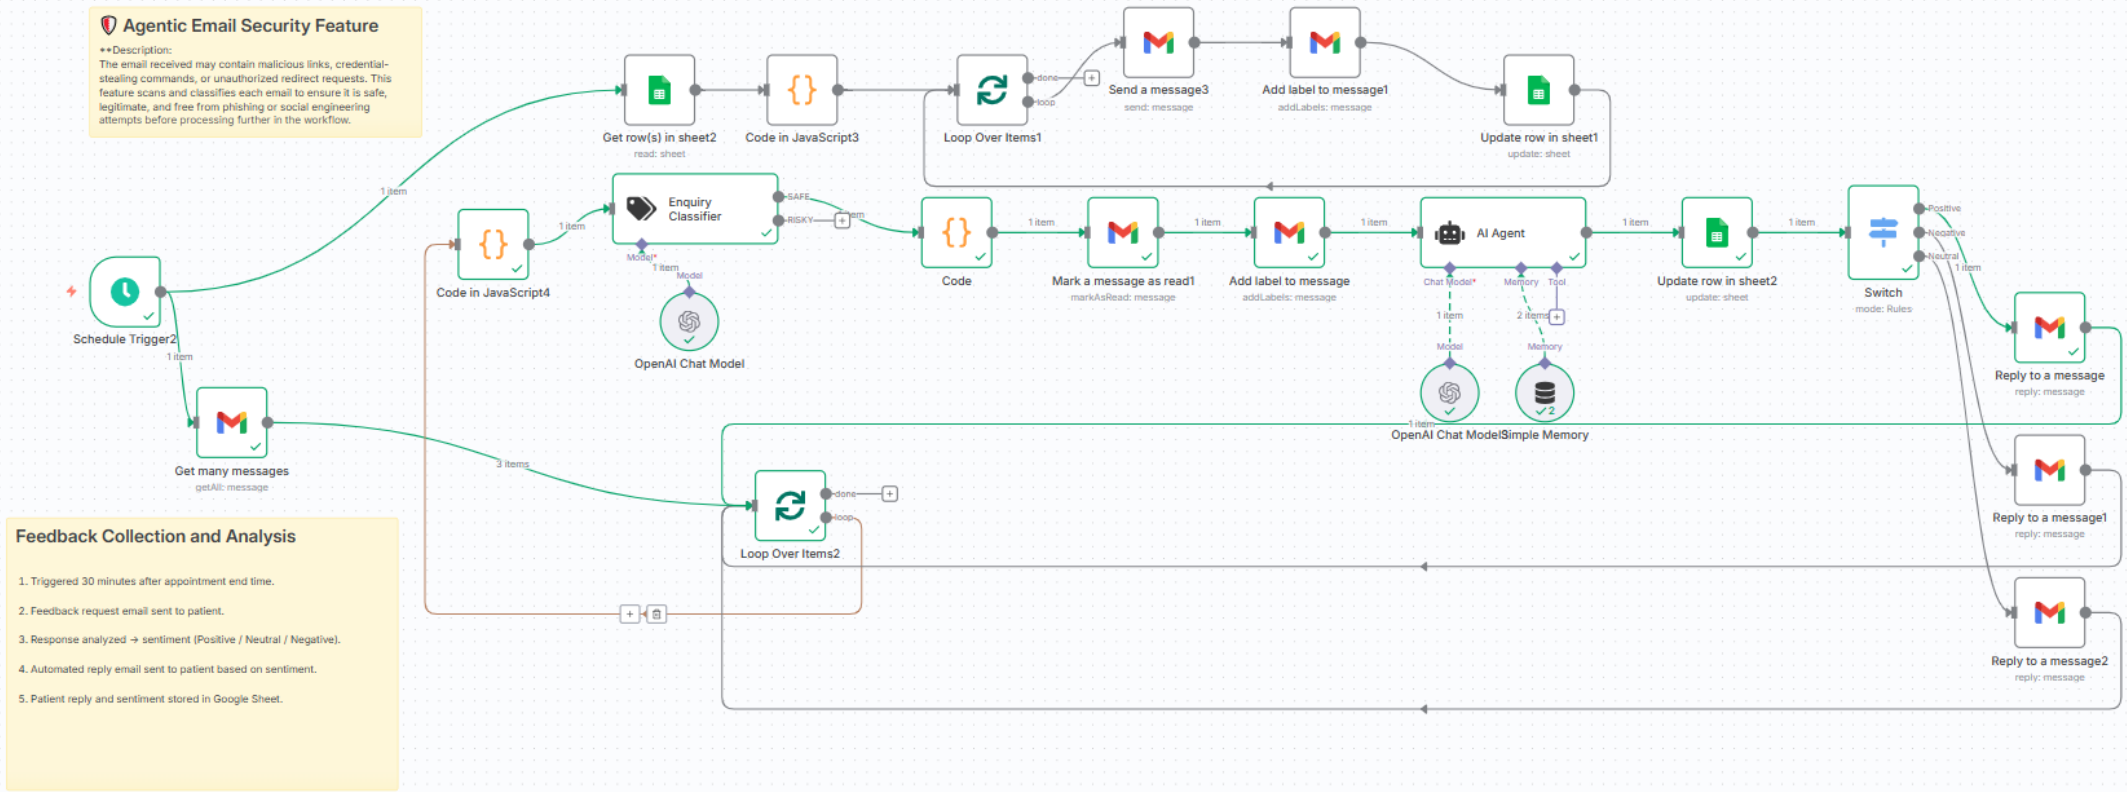 Agentic Email Security Feature
**Description:
The email received may contain malicious links, credential-
stealing commands, or unauthorized redirect requests. This
feature scans and classifies each email to ensure it is safe,
legitimate, and free from phishing or social engineering
attempts before processing further in the workflow.
Get row(s) in sheet2
read: sheet
Code in JavaScript3
Loop Over Items1
done
loop
Send a message3
send: message
Add label to message1
addLabels: message
Update row in sheet1
update: sheet
1 item
Code in JavaScript4
1 item
Enquiry
Classifier
SAFE
RISKY
Model*
1 item
Model
OpenAI Chat Model
Code
1 item
Mark a message as read1
markAsRead: message
1 item
Add label to message
addLabels: message
1 item
AI Agent
Chat Model*
Memory
Tool
1 item
2 items
Model
Memory
2
OpenAI Chat Model3
Simple Memory
1 item
Update row in sheet2
update: sheet
1 item
Switch
mode: Rules
Positive
Negative
Neutral
1 item
Reply to a message
reply: message
Reply to a message1
reply: message
Reply to a message2
reply: message
Schedule Trigger2
1 item
Get many messages
getAll: message
3 items
1 item
Loop Over Items2
done
loop
Feedback Collection and Analysis
1. Triggered 30 minutes after appointment end time.
2. Feedback request email sent to patient.
3. Response analyzed → sentiment (Positive / Neutral / Negative).
4. Automated reply email sent to patient based on sentiment.
5. Patient reply and sentiment stored in Google Sheet.